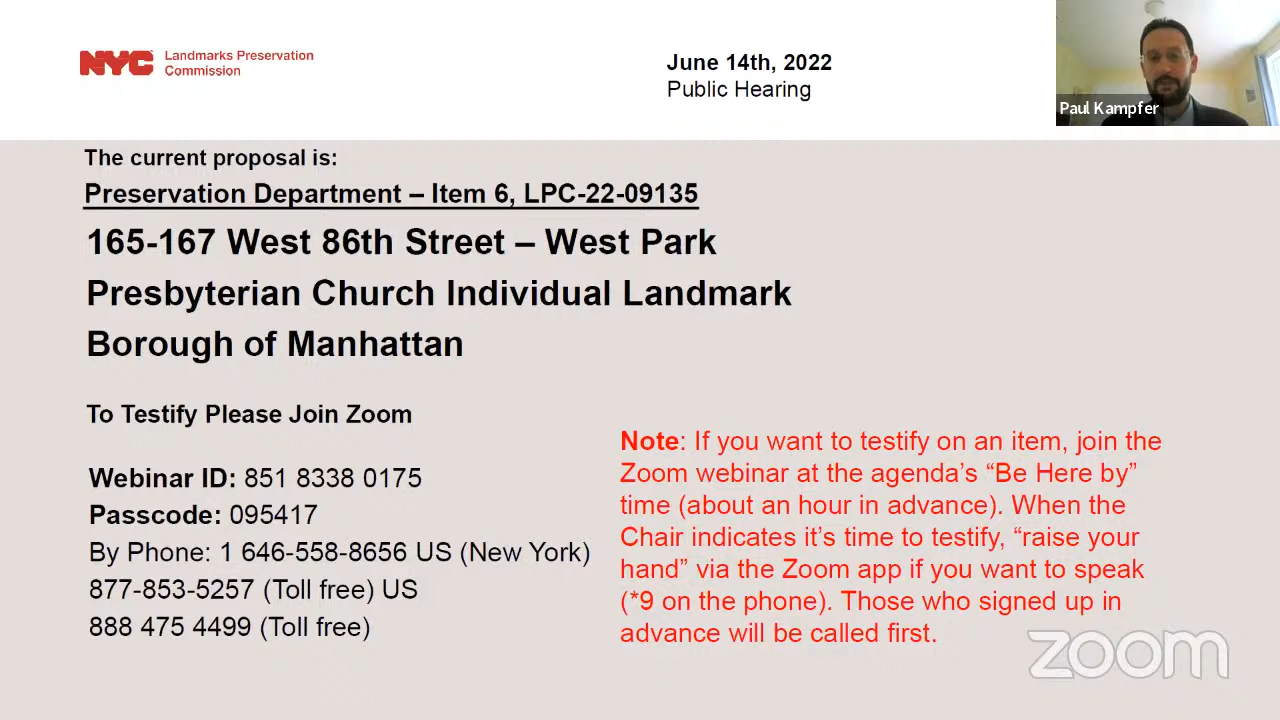 NYC Landmarks Preservation
Commission
June 14th, 2022
Public Hearing
Paul Kampfer
The current proposal is:
Preservation Department – Item 6, LPC-22-09135
165-167 West 86th Street – West Park
Presbyterian Church Individual Landmark
Borough of Manhattan
To Testify Please Join Zoom
Webinar ID: 851 8338 0175
Passcode: 095417
By Phone: 1 646-558-8656 US (New York)
877-853-5257 (Toll free) US
888 475 4499 (Toll free)
Note: If you want to testify on an item, join the
Zoom webinar at the agenda’s “Be Here by”
time (about an hour in advance). When the
Chair indicates it’s time to testify, “raise your
hand” via the Zoom app if you want to speak
(*9 on the phone). Those who signed up in
advance will be called first.
zoom